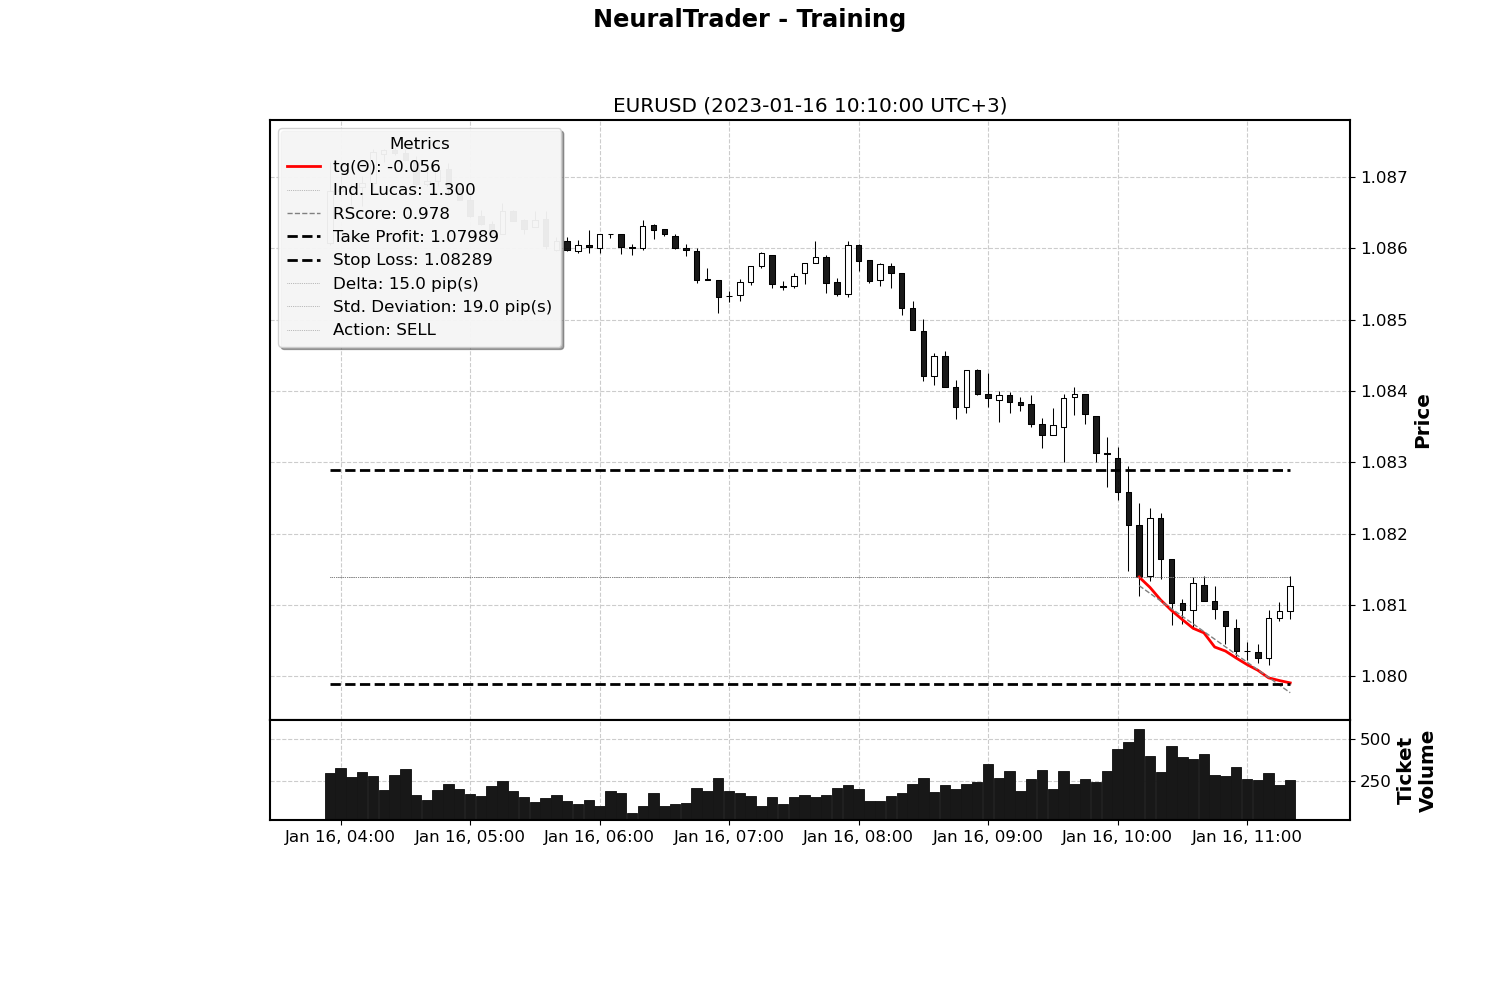 NeuralTrader - Training
EURUSD (2023-01-16 10:10:00 UTC+3)
Metrics
tg(Θ): -0.056
Ind. Lucas: 1.300
RScore: 0.978
Take Profit: 1.07989
Stop Loss: 1.08289
Delta: 15.0 pip(s)
Std. Deviation: 19.0 pip(s)
Action: SELL
1.087
1.086
1.085
1.084
1.083
1.082
1.081
1.080
Price
500
250
Ticket
Volume
Jan 16, 04:00
Jan 16, 05:00
Jan 16, 06:00
Jan 16, 07:00
Jan 16, 08:00
Jan 16, 09:00
Jan 16, 10:00
Jan 16, 11:00